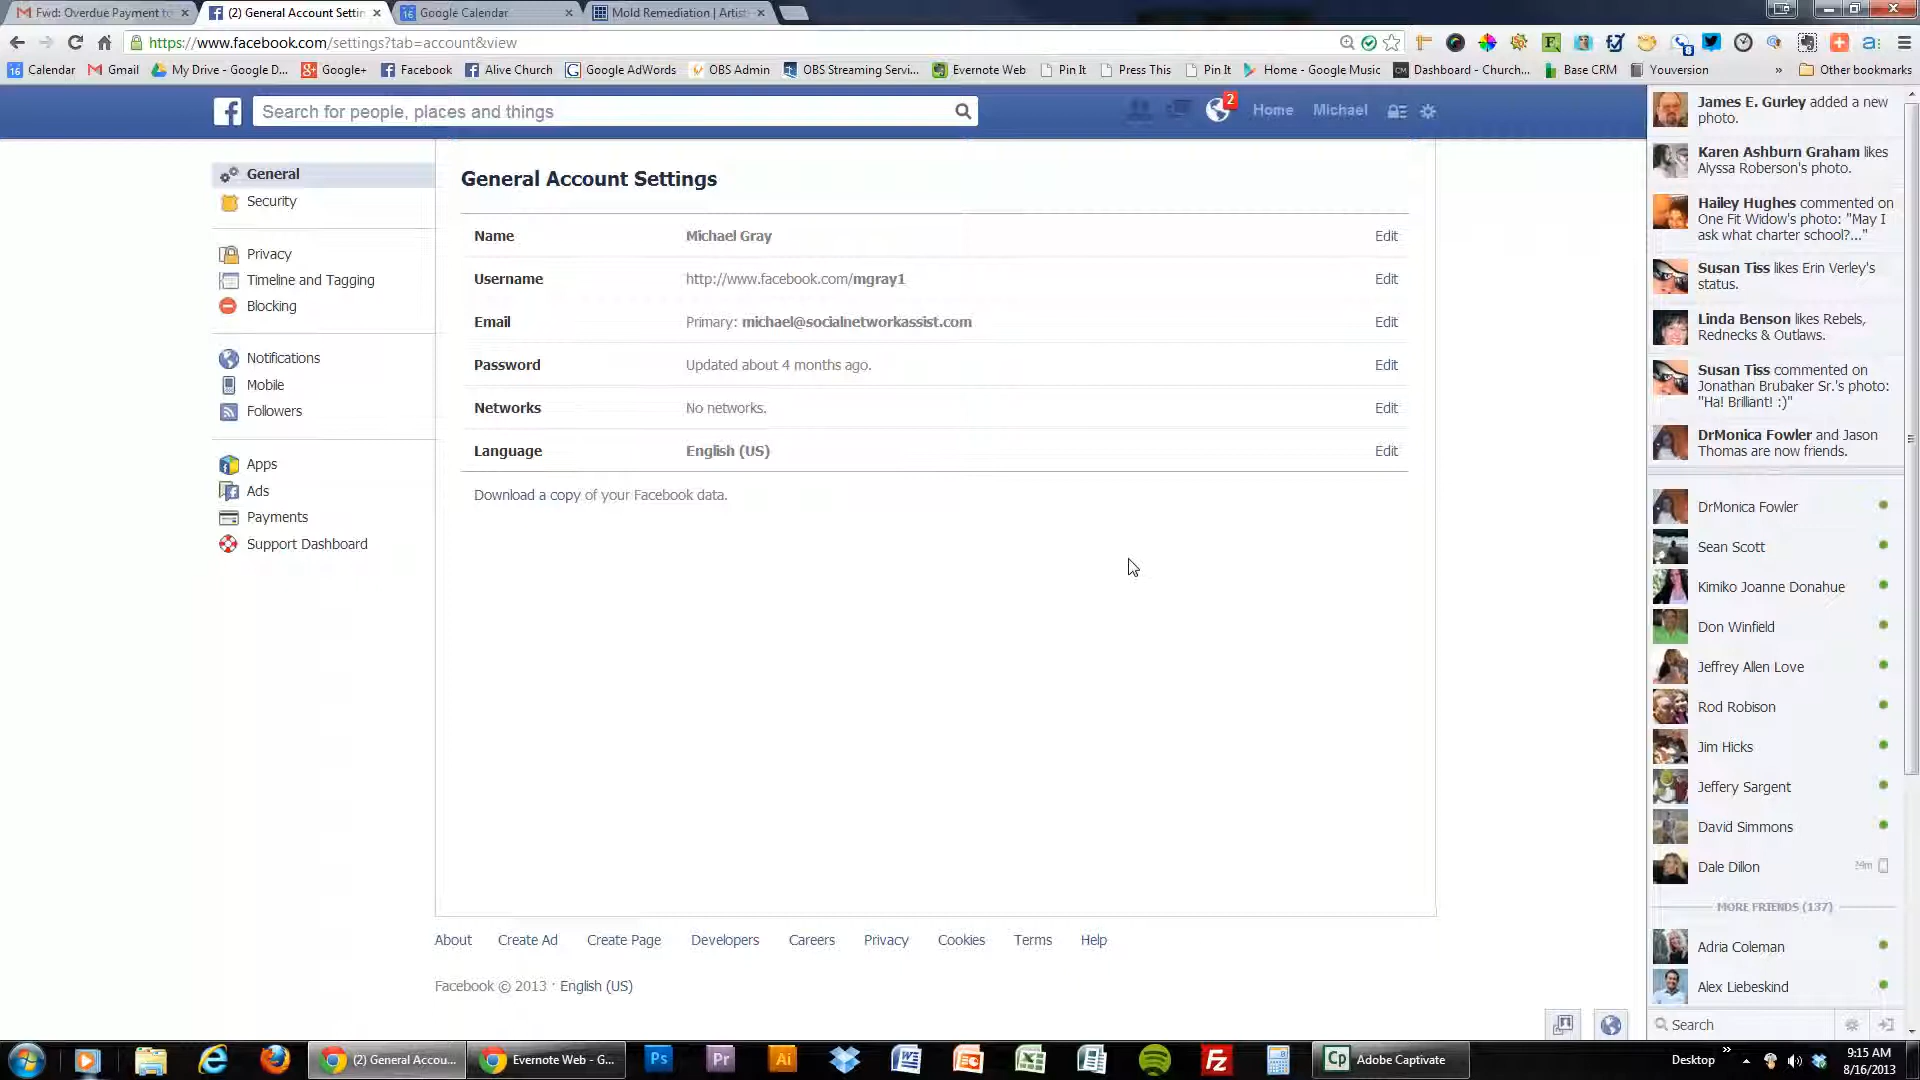 Fwd: Overdue Payment to
(2) General Account Settin
Google Calendar
Mold Remediation | Artis
https://www.facebook.com/settings?tab=account&view
Calendar
Gmail
My Drive - Google D...
Google+
Facebook
Alive Church
Google AdWords
OBS Admin
OBS Streaming Servi...
Evernote Web
Pin It
Press This
Pin It
Home - Google Music
Dashboard - Church...
Base CRM
Youversion
»
Other bookmarks
Search for people, places and things
2
Home
Michael
General
Security
Privacy
Timeline and Tagging
Blocking
Notifications
Mobile
Followers
Apps
Ads
Payments
Support Dashboard
General Account Settings
Name Michael Gray Edit
Username http://www.facebook.com/mgray1 Edit
Email Primary: michael@socialnetworkassist.com Edit
Password Updated about 4 months ago. Edit
Networks No networks. Edit
Language English (US) Edit
Download a copy of your Facebook data.
About Create Ad Create Page Developers Careers Privacy Cookies Terms Help
Facebook © 2013 · English (US)
James E. Gurley added a new
photo.
Karen Ashburn Graham likes
Alyssa Roberson's photo.
Hailey Hughes commented on
One Fit Widow's photo: "May I
ask what charter school?..."
Susan Tiss likes Erin Verley's
status.
Linda Benson likes Rebels,
Rednecks & Outlaws.
Susan Tiss commented on
Jonathan Brubaker Sr.'s photo:
"Ha! Brilliant! :)"
DrMonica Fowler and Jason
Thomas are now friends.
DrMonica Fowler
Sean Scott
Kimiko Joanne Donahue
Don Winfield
Jeffrey Allen Love
Rod Robison
Jim Hicks
Jeffery Sargent
David Simmons
Dale Dillon
MORE FRIENDS (137)
Adria Coleman
Alex Liebeskind
Search
(2) General Accou...
Evernote Web - G...
Ps
Pr
Ai
Fz
Cp
Adobe Captivate
Desktop
»
9:15 AM
8/16/2013